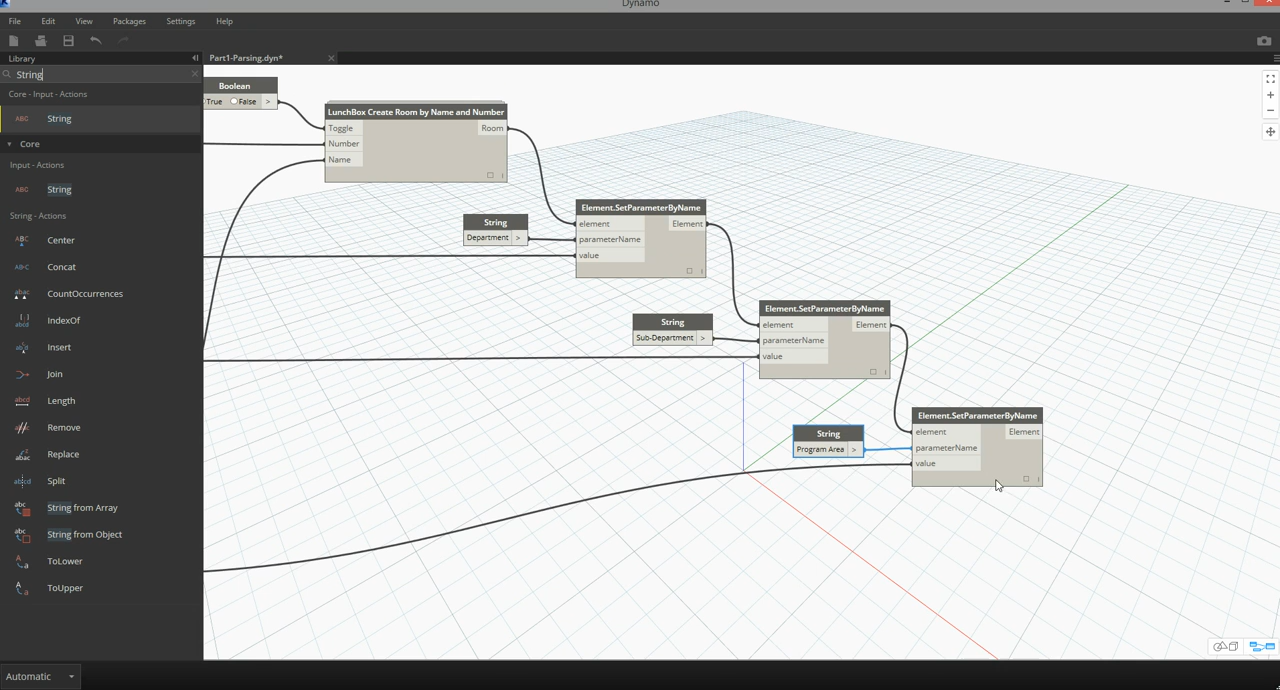 Dynamo
File Edit View Packages Settings Help
Library
Part1-Parsing.dyn*
String
Core - Input - Actions
ABC String
Core
Input - Actions
ABC String
String - Actions
Center
Concat
CountOccurrences
IndexOf
Insert
Join
Length
Remove
Replace
Split
String from Array
String from Object
ToLower
ToUpper
Automatic
Boolean
True False >
LunchBox Create Room by Name and Number
Toggle Room
Number
Name
String
Department >
Element.SetParameterByName
element Element
parameterName
value
String
Sub-Department >
Element.SetParameterByName
element Element
parameterName
value
String
Program Area >
Element.SetParameterByName
element Element
parameterName
value